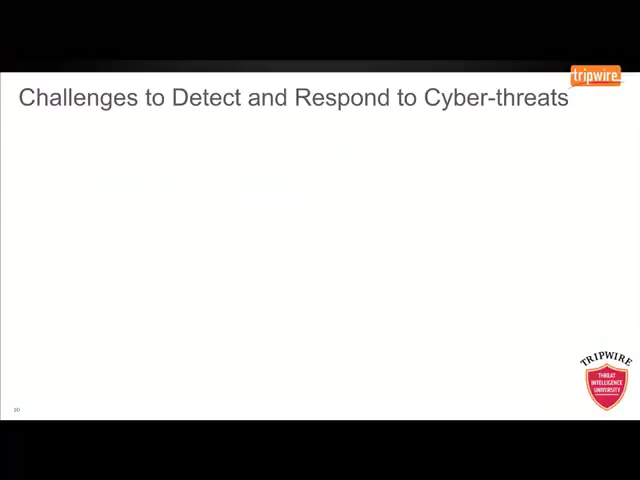 tripwire
Challenges to Detect and Respond to Cyber-threats
TRIPWIRE
THREAT
INTELLIGENCE
UNIVERSITY